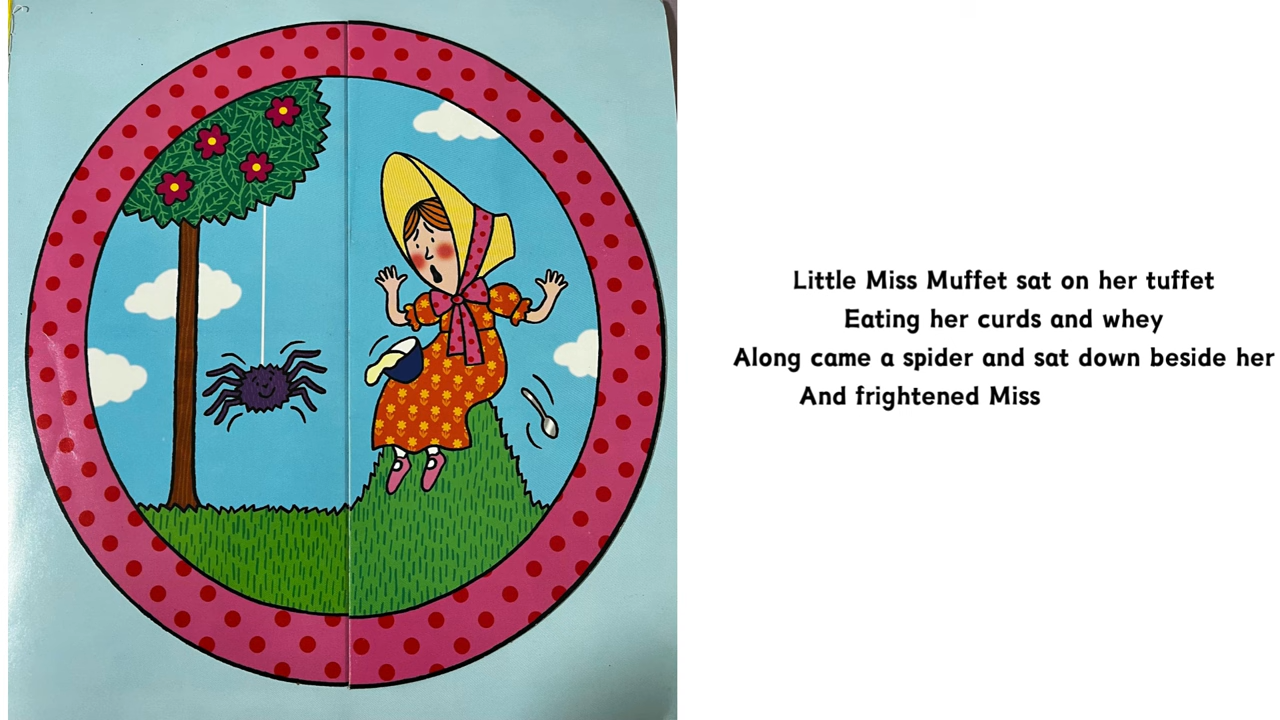 Little Miss Muffet sat on her tuffet
Eating her curds and whey
Along came a spider and sat down beside her
And frightened Miss